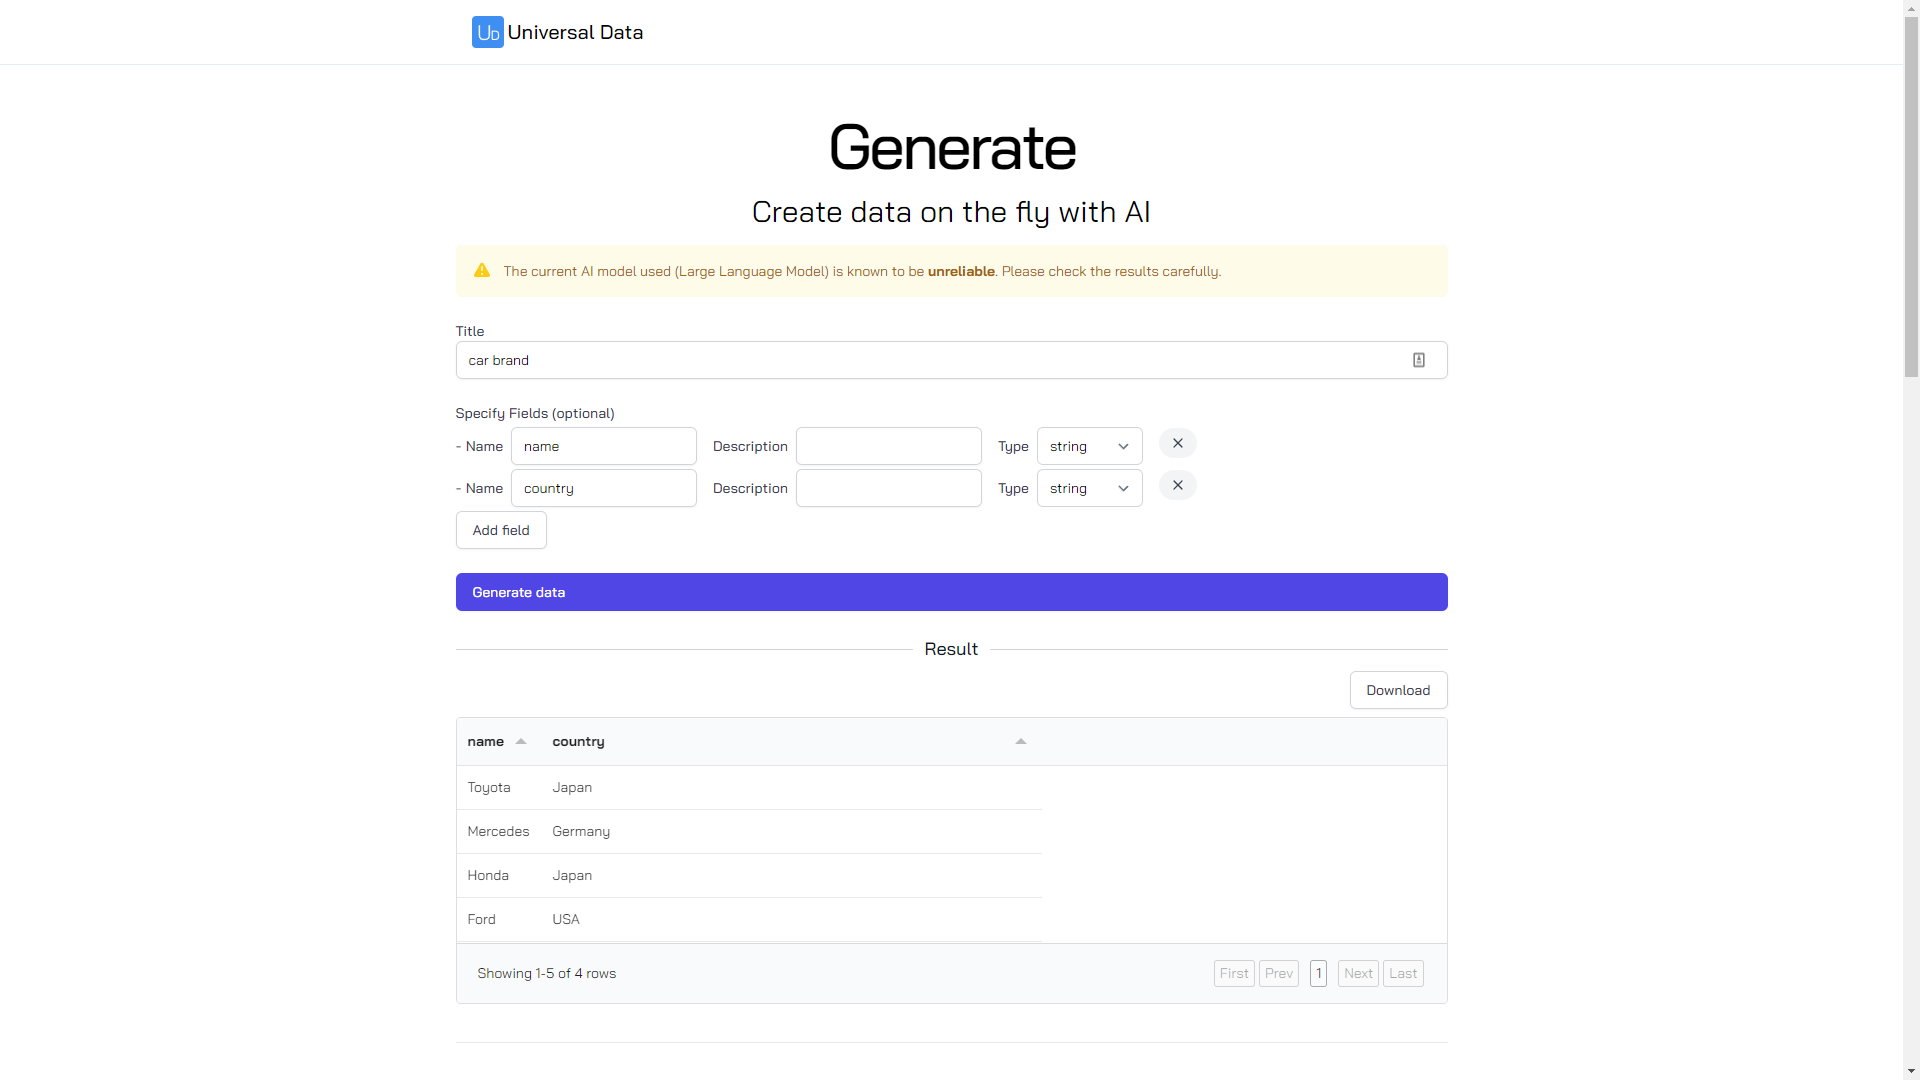 UD Universal Data
Generate
Create data on the fly with AI
The current AI model used (Large Language Model) is known to be unreliable. Please check the results carefully.
Title
car brand
Specify Fields (optional)
- Name name Description Type string
- Name country Description Type string
Add field
Generate data
Result
Download
name country
Toyota Japan
Mercedes Germany
Honda Japan
Ford USA
Showing 1-5 of 4 rows First Prev 1 Next Last